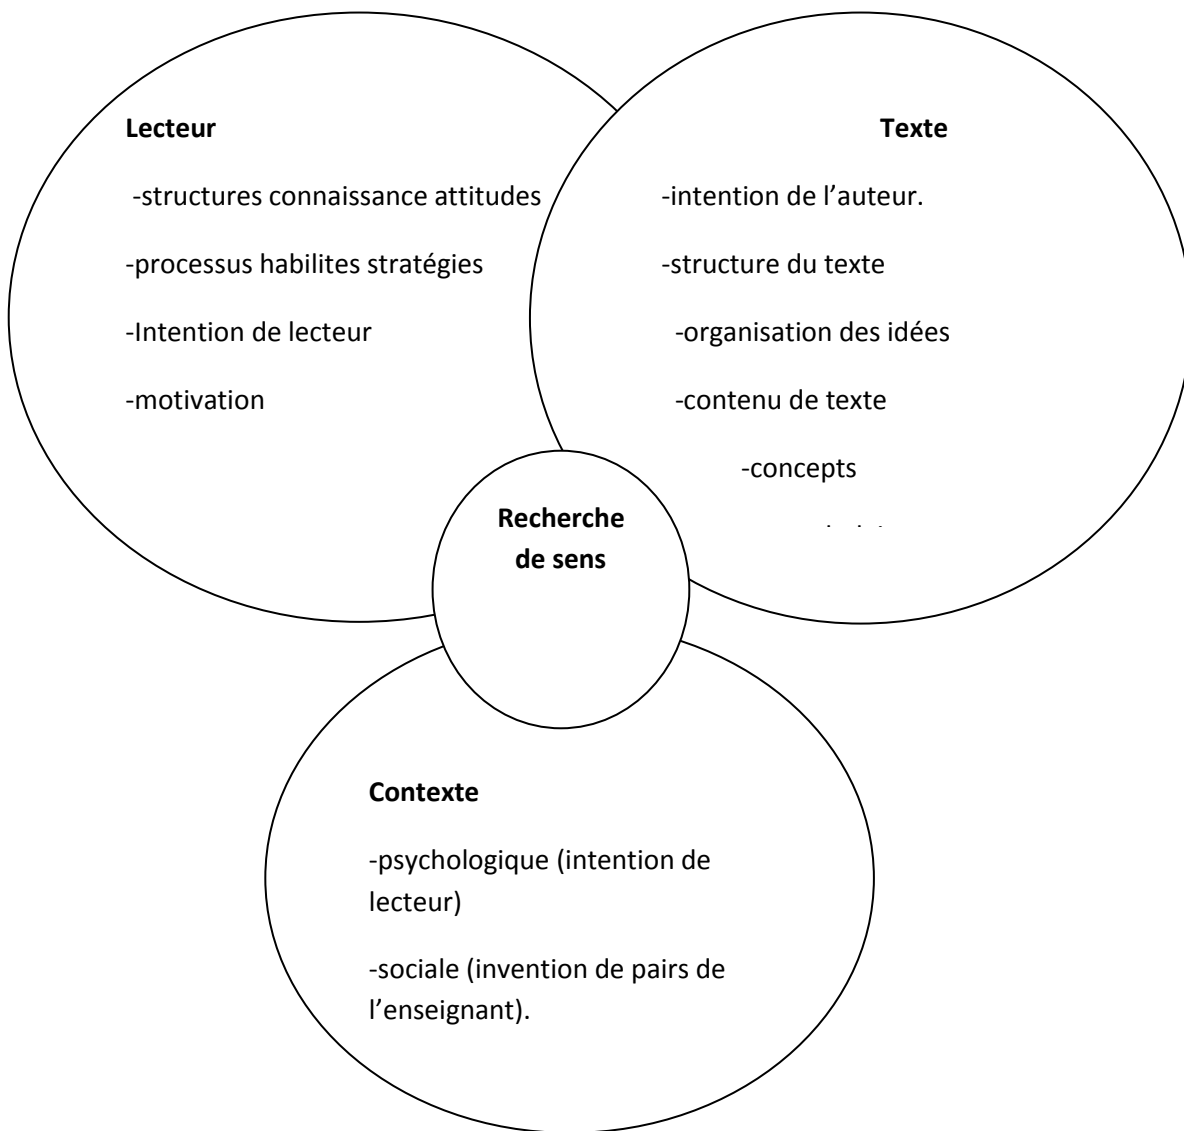 Lecteur
-structures connaissance attitudes
-processus habilites stratégies
-Intention de lecteur
-motivation
Texte
-intention de l’auteur.
-structure du texte
-organisation des idées
-contenu de texte
-concepts
Recherche
de sens
Contexte
-psychologique (intention de
lecteur)
-sociale (invention de pairs de
l’enseignant).